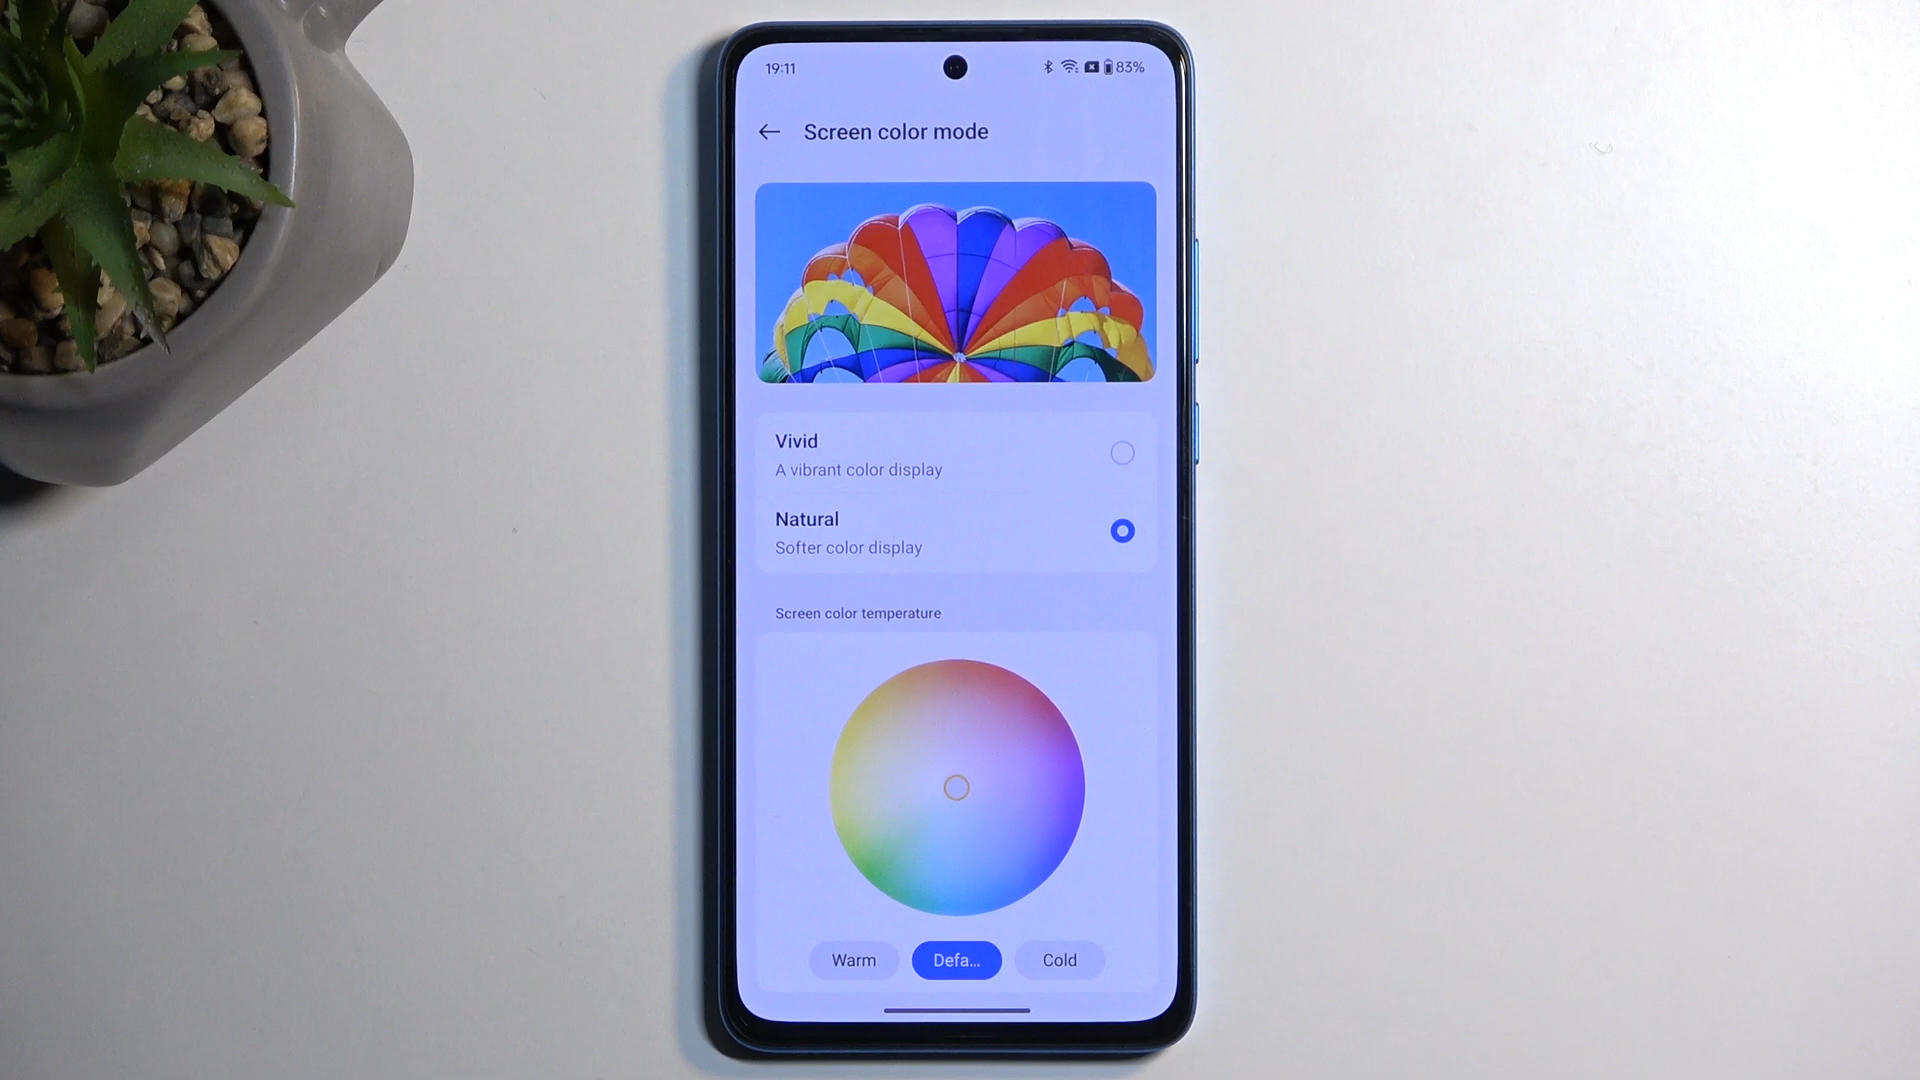 19:11
83%
Screen color mode
Vivid
A vibrant color display
Natural
Softer color display
Screen color temperature
Warm
Defa...
Cold